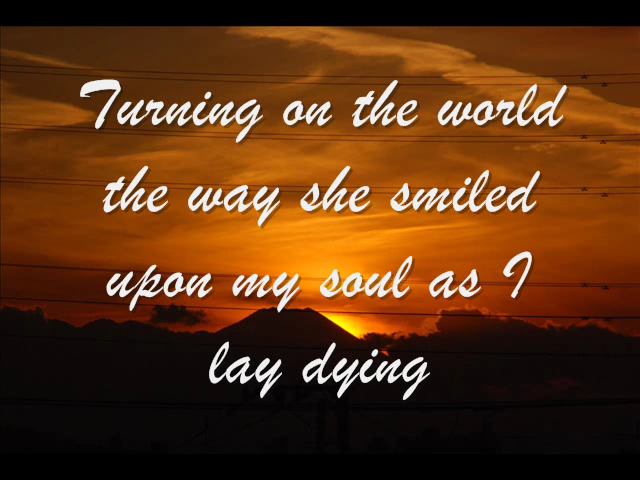 Turning on the world
the way she smiled
upon my soul as I
lay dying